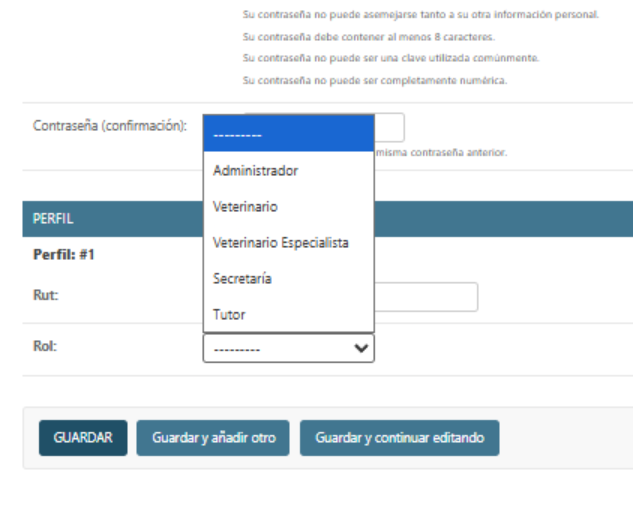 Su contraseña no puede asemejarse tanto a su otra información personal.
Su contraseña debe contener al menos 8 caracteres.
Su contraseña no puede ser una clave utilizada comúnmente.
Su contraseña no puede ser completamente numérica.
Contraseña (confirmación):
---------
misma contraseña anterior.
Administrador
Veterinario
Veterinario Especialista
Secretaría
Tutor
PERFIL
Perfil: #1
Rut:
Rol:
---------
GUARDAR
Guardar y añadir otro
Guardar y continuar editando